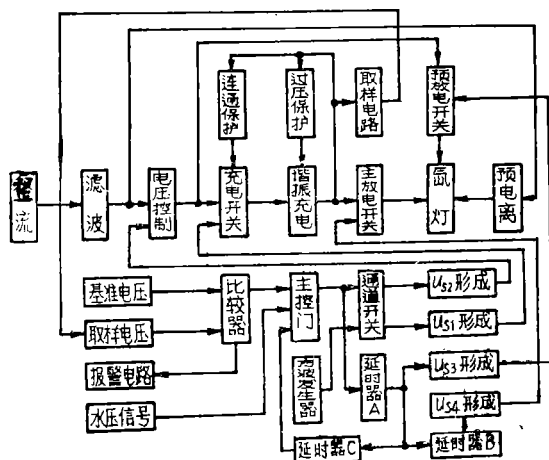 连通保护
过压保护
取样电路
预放电开关
整流
滤波
电压控制
充电开关
谐振充电
主放电开关
氙灯
预电离
基准电压
取样电压
报警电路
水压信号
比较器
主控门
通道开关
方波发生器
延时器A
延时器C
US2形成
US1形成
US3形成
US4形成
延时器B